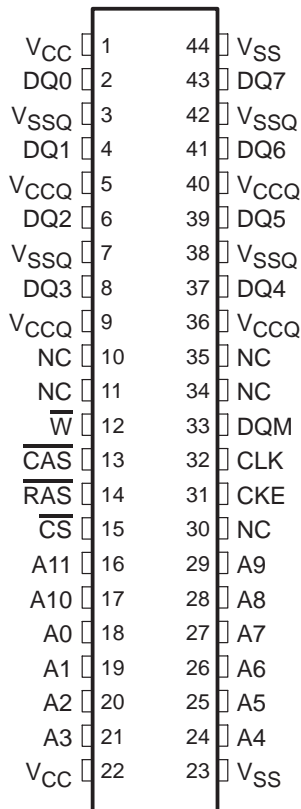 VCC 1 44 VSS
DQ0 2 43 DQ7
VSSQ 3 42 VSSQ
DQ1 4 41 DQ6
VCCQ 5 40 VCCQ
DQ2 6 39 DQ5
VSSQ 7 38 VSSQ
DQ3 8 37 DQ4
VCCQ 9 36 VCCQ
NC 10 35 NC
NC 11 34 NC
W̅ 12 33 DQM
C̅A̅S̅ 13 32 CLK
R̅A̅S̅ 14 31 CKE
C̅S̅ 15 30 NC
A11 16 29 A9
A10 17 28 A8
A0 18 27 A7
A1 19 26 A6
A2 20 25 A5
A3 21 24 A4
VCC 22 23 VSS